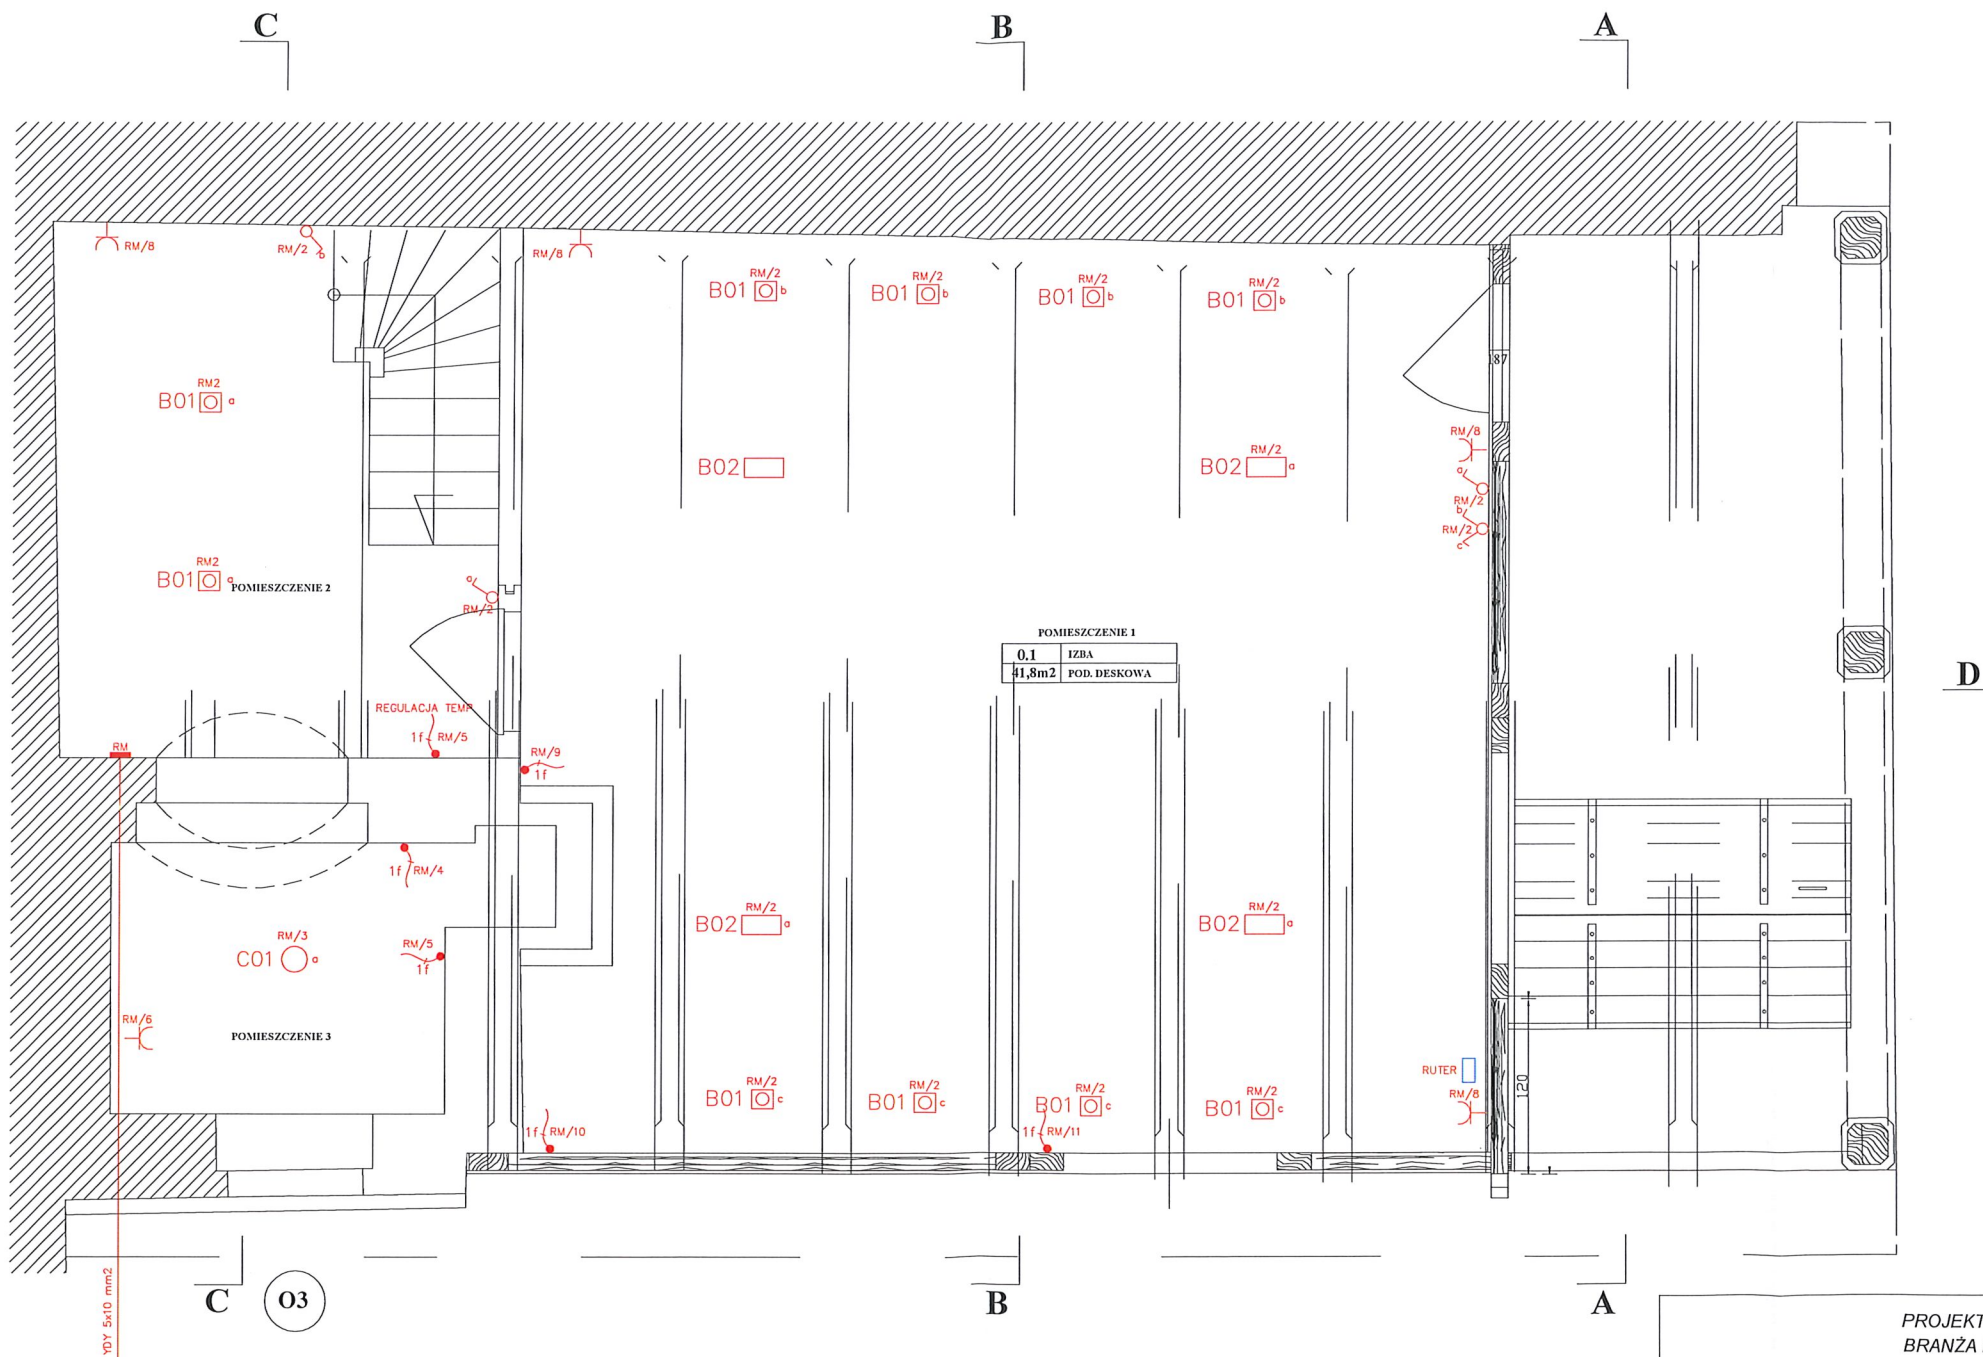 C
B
A
RM/8
RM/2
b
RM/8
B01
RM/2
b
B01
RM/2
b
B01
RM/2
b
B01
RM/2
b
187
RM2
B01
a
B02
RM/2
B02
a
RM/8
a
RM/2
b
RM/2
c
RM2
B01
a
POMIESZCZENIE 2
a
RM/2
POMIESZCZENIE 1
0.1 IZBA
41,8m2 POD. DESKOWA
D
REGULACJA TEMP
1f RM/5
RM
RM/9
1f
1f RM/4
RM/2
B02
a
RM/2
B02
a
RM/3
C01
a
RM/5
1f
RM/6
POMIESZCZENIE 3
RUTER
RM/8
120
RM/2
B01
c
RM/2
B01
c
RM/2
B01
c
RM/2
B01
c
1f RM/10
1f RM/11
YDY 5x10 mm2
C
O3
B
A
PROJEKT
BRANŻA